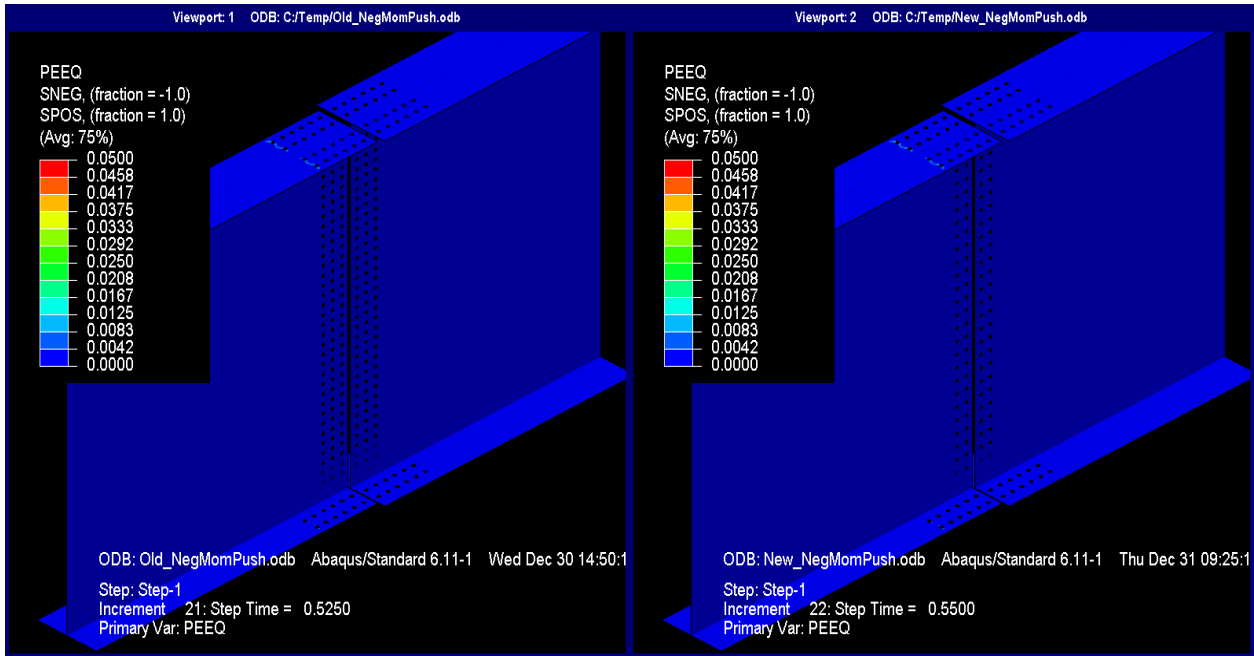 Viewport: 1 ODB: C:/Temp/Old_NegMomPush.odb
PEEQ
SNEG, (fraction = -1.0)
SPOS, (fraction = 1.0)
(Avg: 75%)
0.0500
0.0458
0.0417
0.0375
0.0333
0.0292
0.0250
0.0208
0.0167
0.0125
0.0083
0.0042
0.0000
ODB: Old_NegMomPush.odb Abaqus/Standard 6.11-1 Wed Dec 30 14:50:1
Step: Step-1
Increment 21: Step Time = 0.5250
Primary Var: PEEQ
Viewport: 2 ODB: C:/Temp/New_NegMomPush.odb
PEEQ
SNEG, (fraction = -1.0)
SPOS, (fraction = 1.0)
(Avg: 75%)
0.0500
0.0458
0.0417
0.0375
0.0333
0.0292
0.0250
0.0208
0.0167
0.0125
0.0083
0.0042
0.0000
ODB: New_NegMomPush.odb Abaqus/Standard 6.11-1 Thu Dec 31 09:25:1
Step: Step-1
Increment 22: Step Time = 0.5500
Primary Var: PEEQ